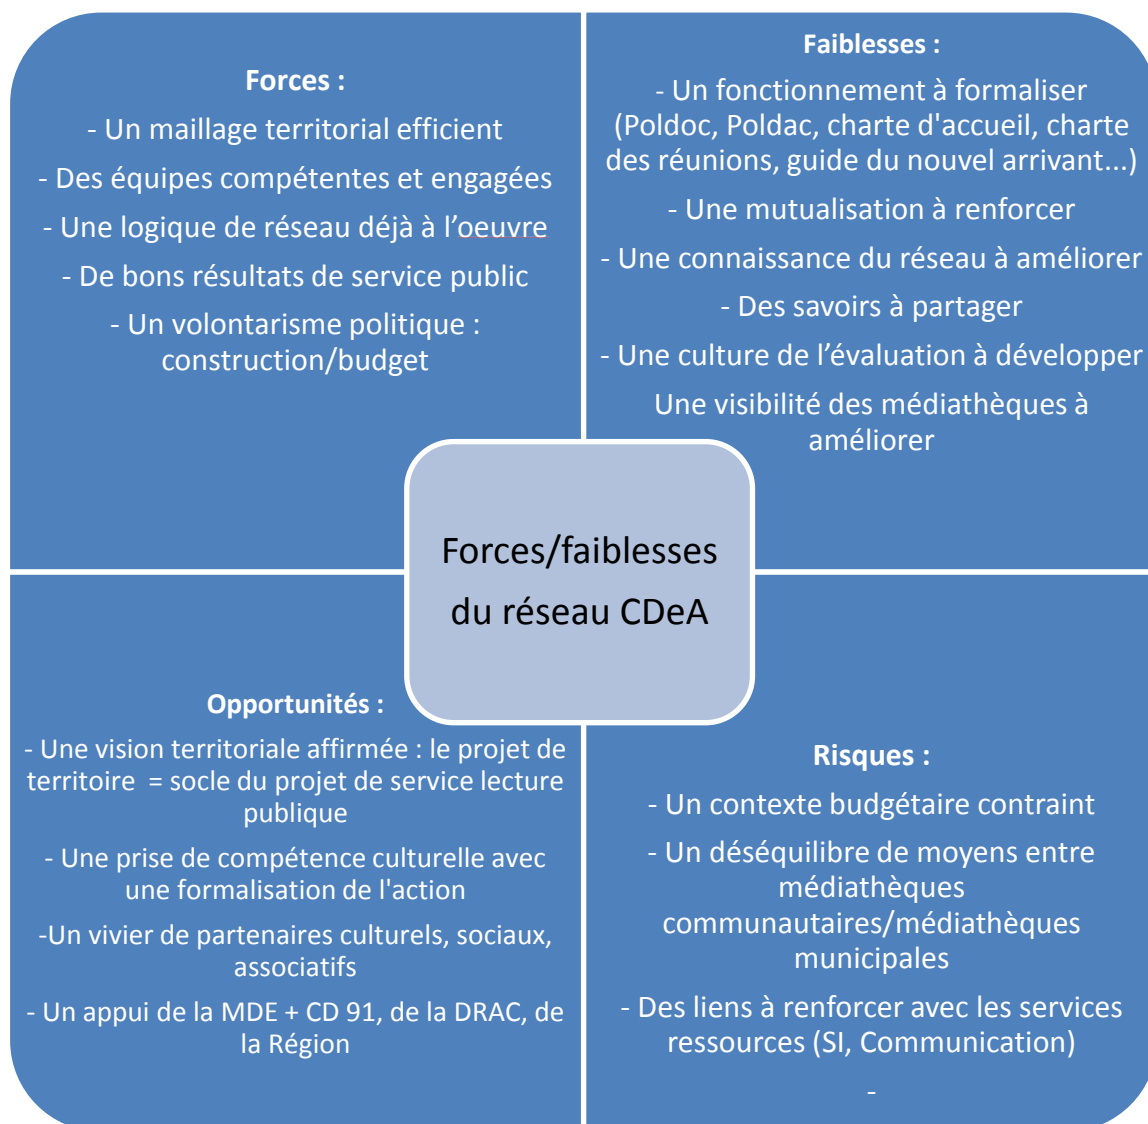 Forces :
- Un maillage territorial efficient
- Des équipes compétentes et engagées
- Une logique de réseau déjà à l’oeuvre
- De bons résultats de service public
- Un volontarisme politique :
construction/budget
Faiblesses :
- Un fonctionnement à formaliser
(Poldoc, Poldac, charte d'accueil, charte
des réunions, guide du nouvel arrivant...)
- Une mutualisation à renforcer
- Une connaissance du réseau à améliorer
- Des savoirs à partager
- Une culture de l’évaluation à développer
Une visibilité des médiathèques à
améliorer
Forces/faiblesses
du réseau CDeA
Opportunités :
- Une vision territoriale affirmée : le projet de
territoire = socle du projet de service lecture
publique
- Une prise de compétence culturelle avec
une formalisation de l'action
-Un vivier de partenaires culturels, sociaux,
associatifs
- Un appui de la MDE + CD 91, de la DRAC, de
la Région
Risques :
- Un contexte budgétaire contraint
- Un déséquilibre de moyens entre
médiathèques
communautaires/médiathèques
municipales
- Des liens à renforcer avec les services
ressources (SI, Communication)
-